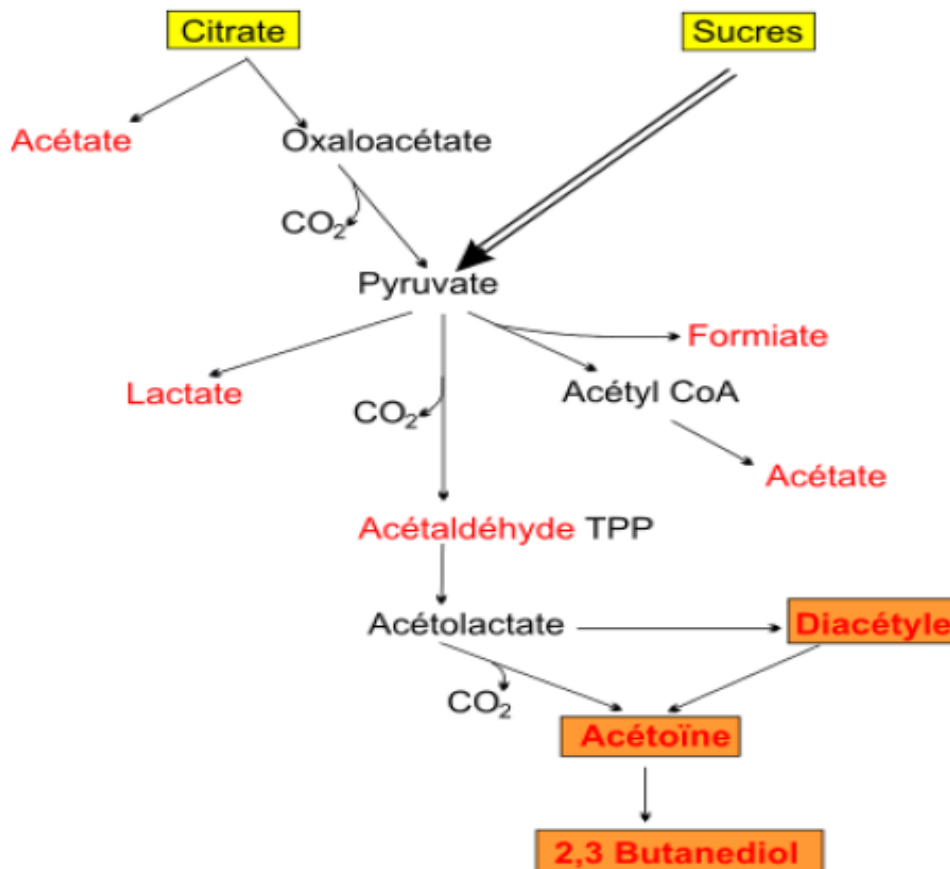 Citrate
Sucres
Acétate
Oxaloacétate
CO2
Pyruvate
Formiate
Lactate
Acétyl CoA
CO2
Acétate
Acétaldéhyde TPP
Acétolactate
Diacétyle
CO2
Acétoïne
2,3 Butanediol